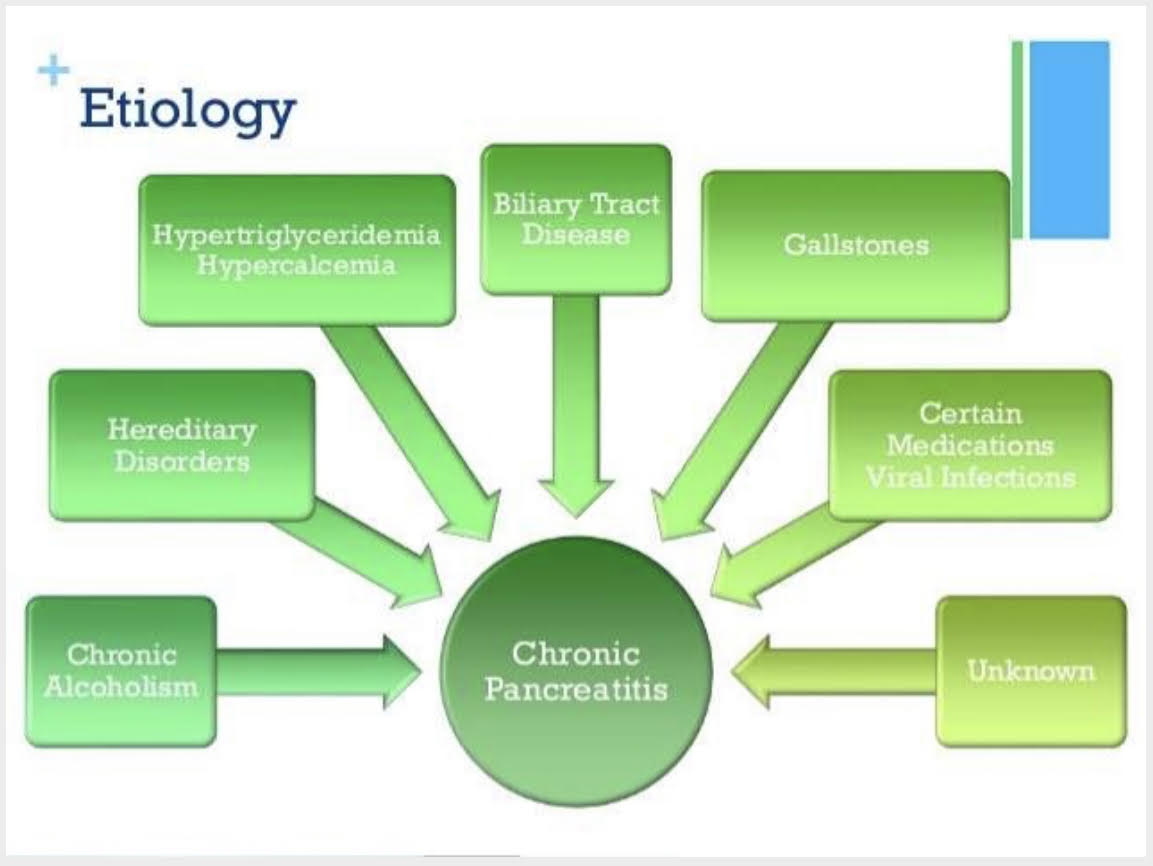 +
Etiology
Hypertriglyceridemia
Hypercalcemia
Biliary Tract
Disease
Gallstones
Hereditary
Disorders
Certain
Medications
Viral Infections
Chronic
Alcoholism
Chronic
Pancreatitis
Unknown